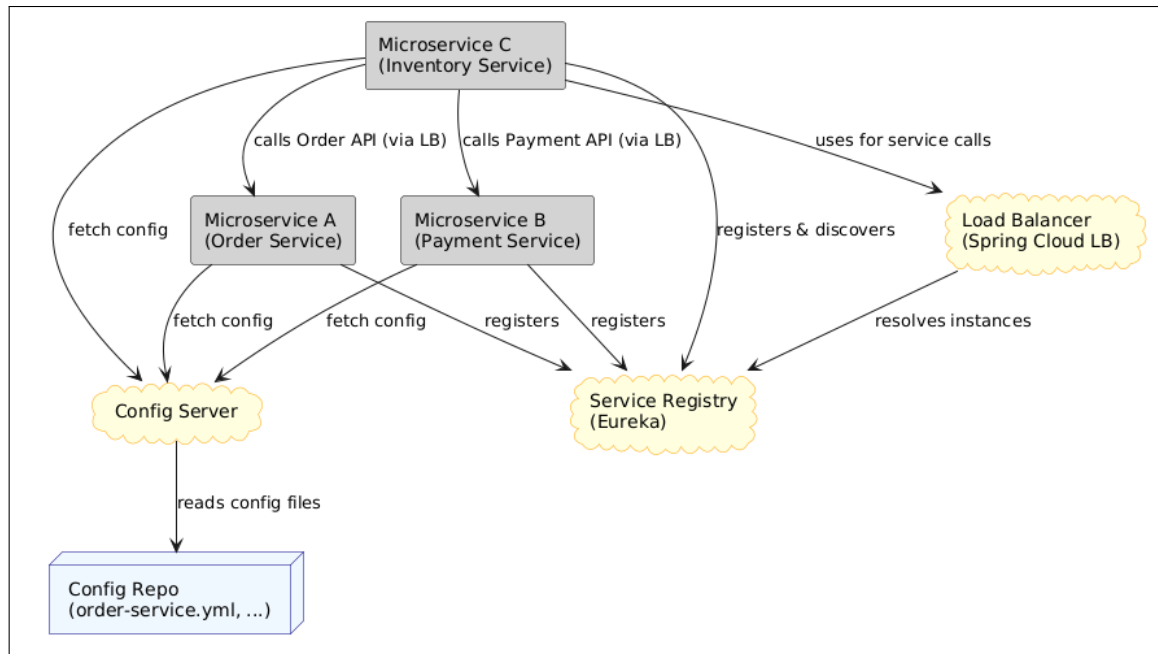 Microservice C
(Inventory Service)
calls Order API (via LB)
calls Payment API (via LB)
uses for service calls
fetch config
Microservice A
(Order Service)
Microservice B
(Payment Service)
registers & discovers
Load Balancer
(Spring Cloud LB)
fetch config
fetch config
registers
registers
resolves instances
Config Server
Service Registry
(Eureka)
reads config files
Config Repo
(order-service.yml, ...)